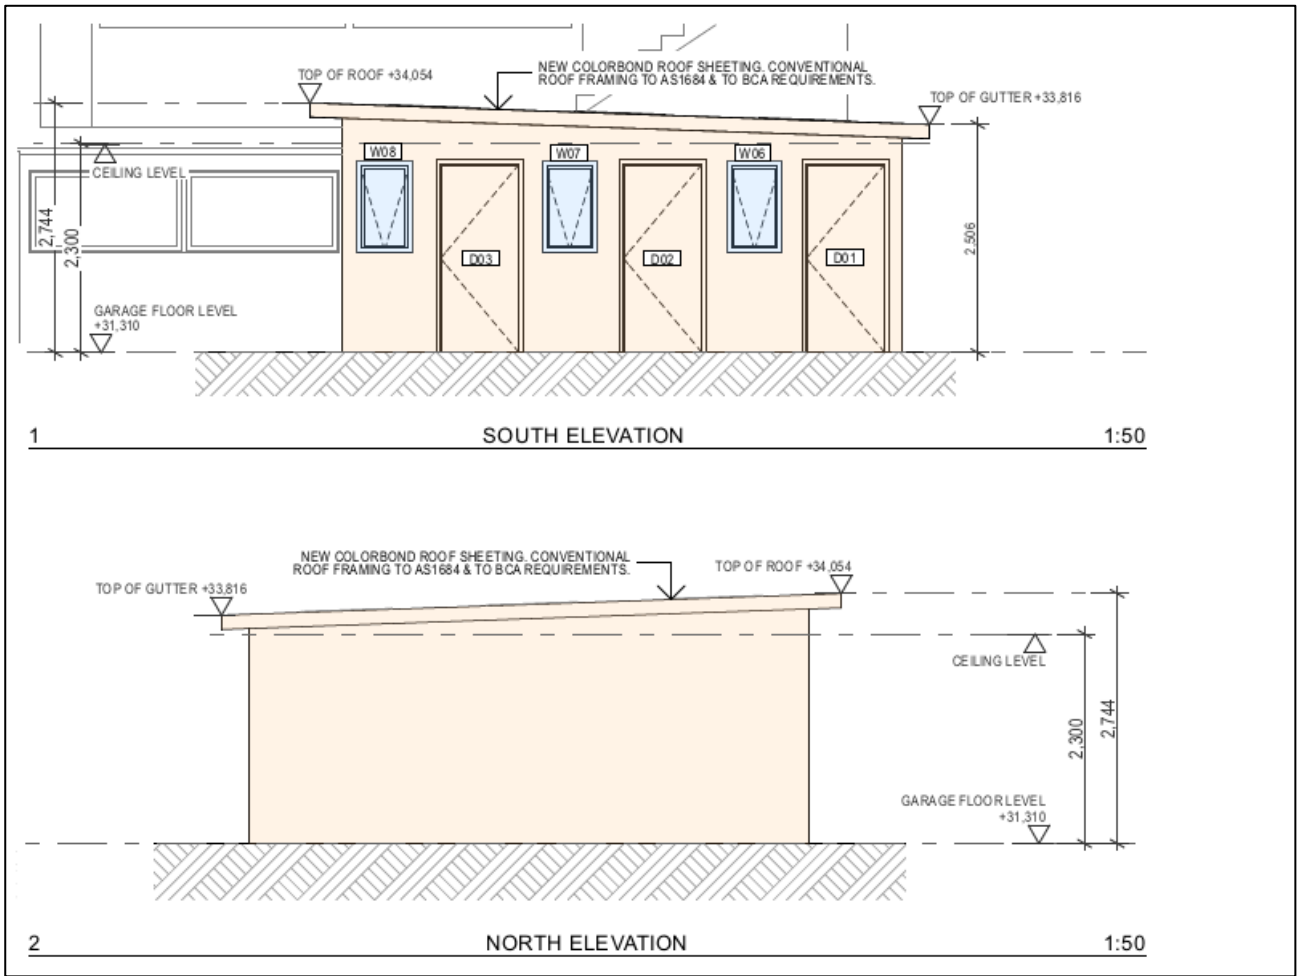 TOP OF ROOF +34,054
NEW COLORBOND ROOF SHEETING. CONVENTIONAL
ROOF FRAMING TO AS1684 & TO BCA REQUIREMENTS.
TOP OF GUTTER +33,816
CEILING LEVEL
W08
W07
W06
2,744
2,300
D03
D02
D01
2,506
GARAGE FLOOR LEVEL
+31,310
1
SOUTH ELEVATION
1:50
NEW COLORBOND ROOF SHEETING. CONVENTIONAL
ROOF FRAMING TO AS1684 & TO BCA REQUIREMENTS.
TOP OF ROOF +34,054
TOP OF GUTTER +33,816
CEILING LEVEL
2,300
2,744
GARAGE FLOOR LEVEL
+31,310
2
NORTH ELEVATION
1:50